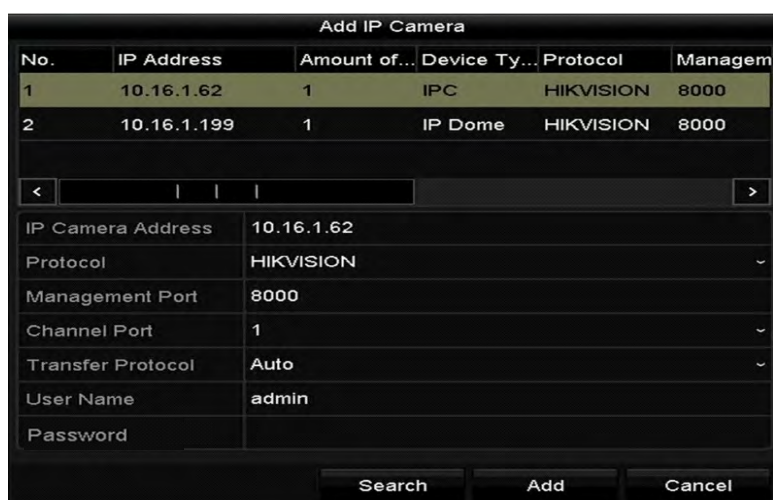 Add IP Camera
No. IP Address Amount of... Device Ty... Protocol Managem
1 10.16.1.62 1 IPC HIKVISION 8000
2 10.16.1.199 1 IP Dome HIKVISION 8000
< >
IP Camera Address 10.16.1.62
Protocol HIKVISION
Management Port 8000
Channel Port 1
Transfer Protocol Auto
User Name admin
Password
Search Add Cancel